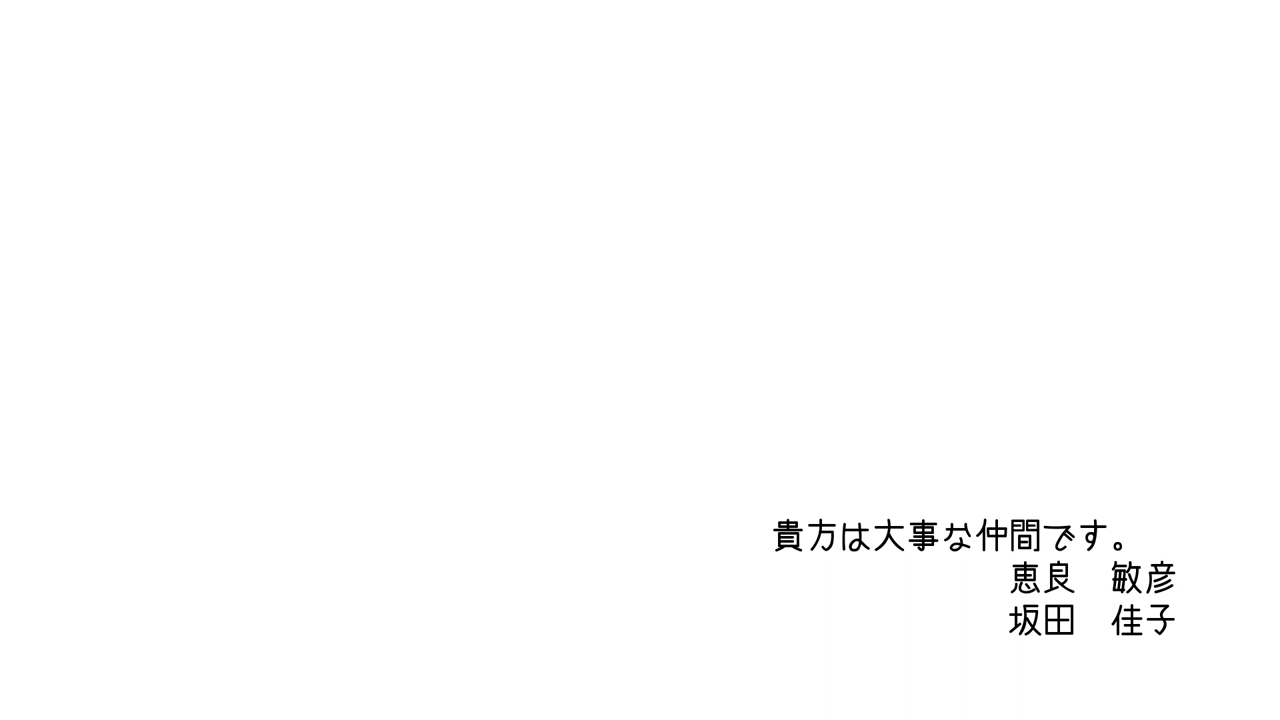 貴方は大事な仲間です。
恵良　敏彦
坂田　佳子